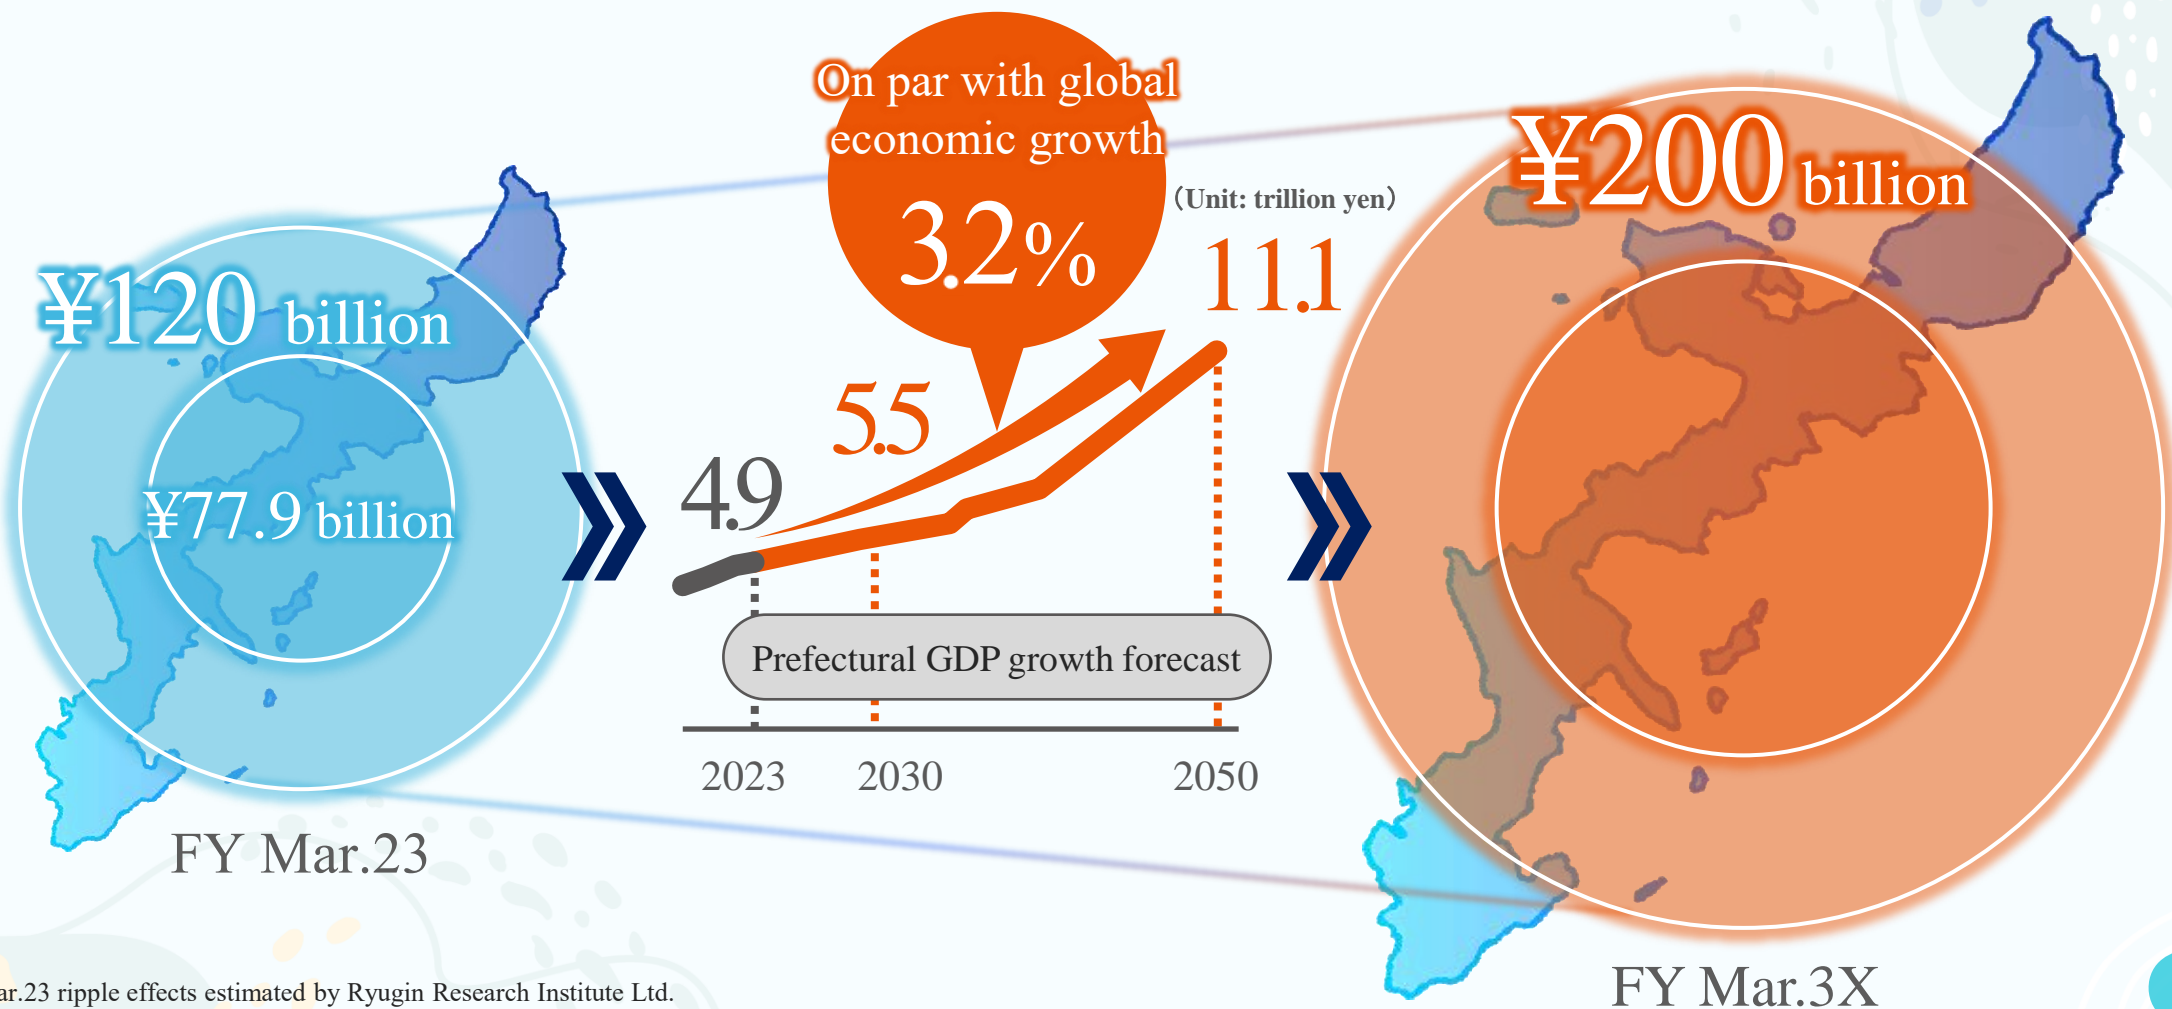 On par with global
economic growth
3.2%
(Unit: trillion yen)
¥120 billion
¥77.9 billion
FY Mar.23
4.9
5.5
11.1
Prefectural GDP growth forecast
2023
2030
2050
¥200 billion
FY Mar.3X
ripple effects estimated by Ryugin Research Institute Ltd.